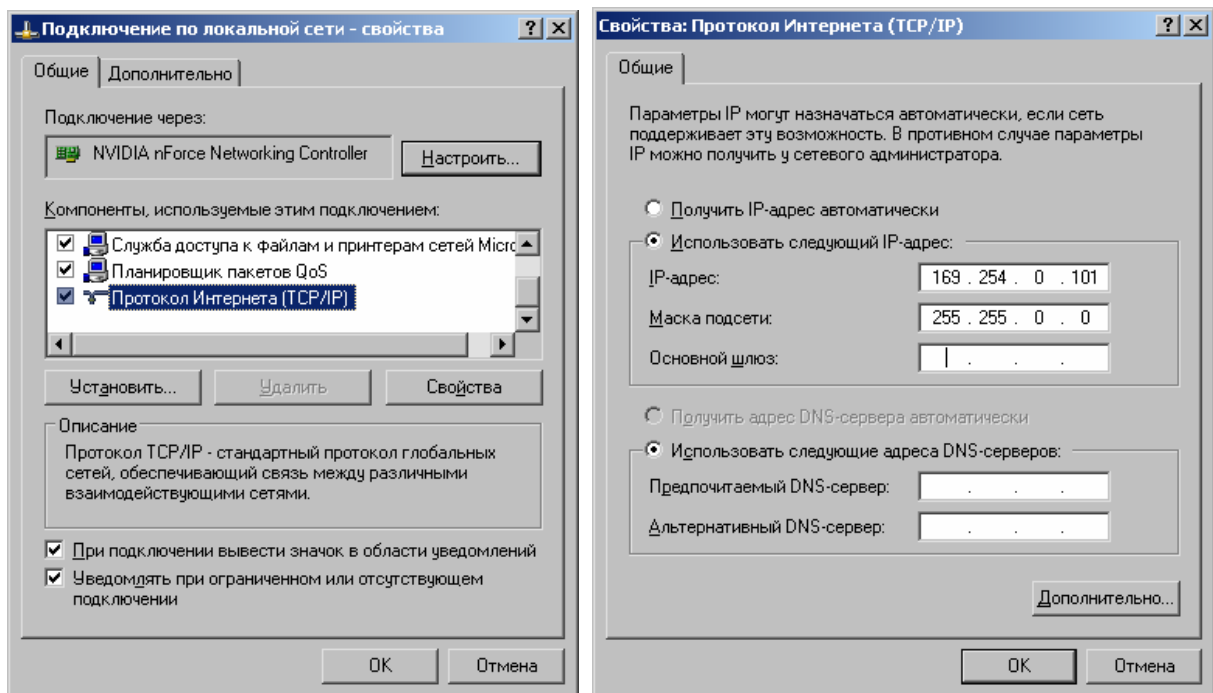 Подключение по локальной сети - свойства
Общие
Дополнительно
Подключение через:
NVIDIA nForce Networking Controller
Настроить...
Компоненты, используемые этим подключением:
Служба доступа к файлам и принтерам сетей Micro
Планировщик пакетов QoS
Протокол Интернета (TCP/IP)
Установить...
Удалить
Свойства
Описание
Протокол TCP/IP - стандартный протокол глобальных
сетей, обеспечивающий связь между различными
взаимодействующими сетями.
При подключении вывести значок в области уведомлений
Уведомлять при ограниченном или отсутствующем
подключении
OK
Отмена
Свойства: Протокол Интернета (TCP/IP)
Общие
Параметры IP могут назначаться автоматически, если сеть
поддерживает эту возможность. В противном случае параметры
IP можно получить у сетевого администратора.
Получить IP-адрес автоматически
Использовать следующий IP-адрес:
IP-адрес:
169 . 254 . 0 . 101
Маска подсети:
255 . 255 . 0 . 0
Основной шлюз:
Получить адрес DNS-сервера автоматически
Использовать следующие адреса DNS-серверов:
Предпочитаемый DNS-сервер:
Альтернативный DNS-сервер:
Дополнительно...
OK
Отмена